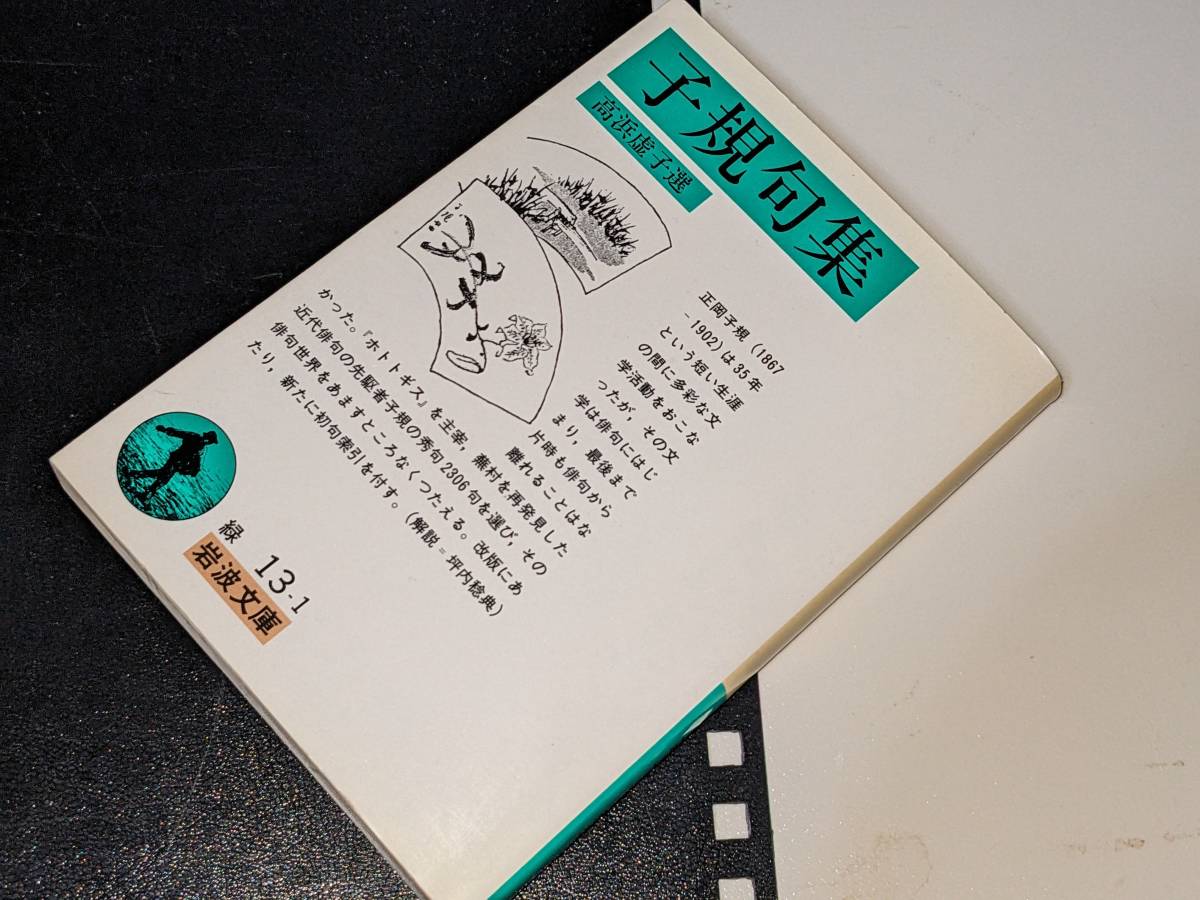 子規句集
高浜虚子選
正岡子規（1867
-1902）は35年
という短い生涯
の間に多彩な文
学活動をおこな
ったが，その文
学は俳句にはじ
まり，最後まで
片時も俳句から
離れることはな
かった。『ホトトギス』を主宰，蕪村を再発見した
近代俳句の先駆者子規の秀句2306句を選び，その
俳句世界をあますところなくつたえる。改版にあ
たり，新たに初句索引を付す。（解説＝坪内稔典）
緑 13-1
岩波文庫